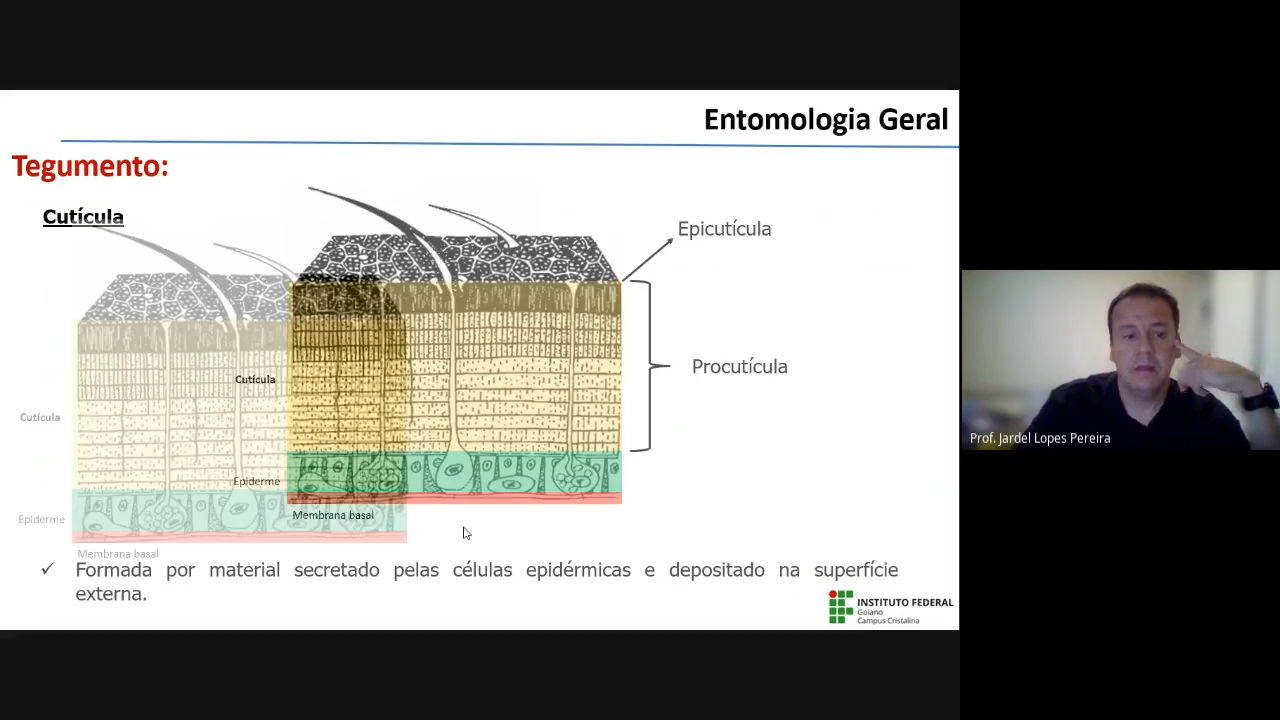 Entomologia Geral
Tegumento:
Cutícula
Epicutícula
Procutícula
Cutícula
Cutícula
Epiderme
Epiderme
Membrana basal
Membrana basal
Formada por material secretado pelas células epidérmicas e depositado na superfície
externa.
INSTITUTO FEDERAL
Goiano
Campus Cristalina
Prof. Jardel Lopes Pereira